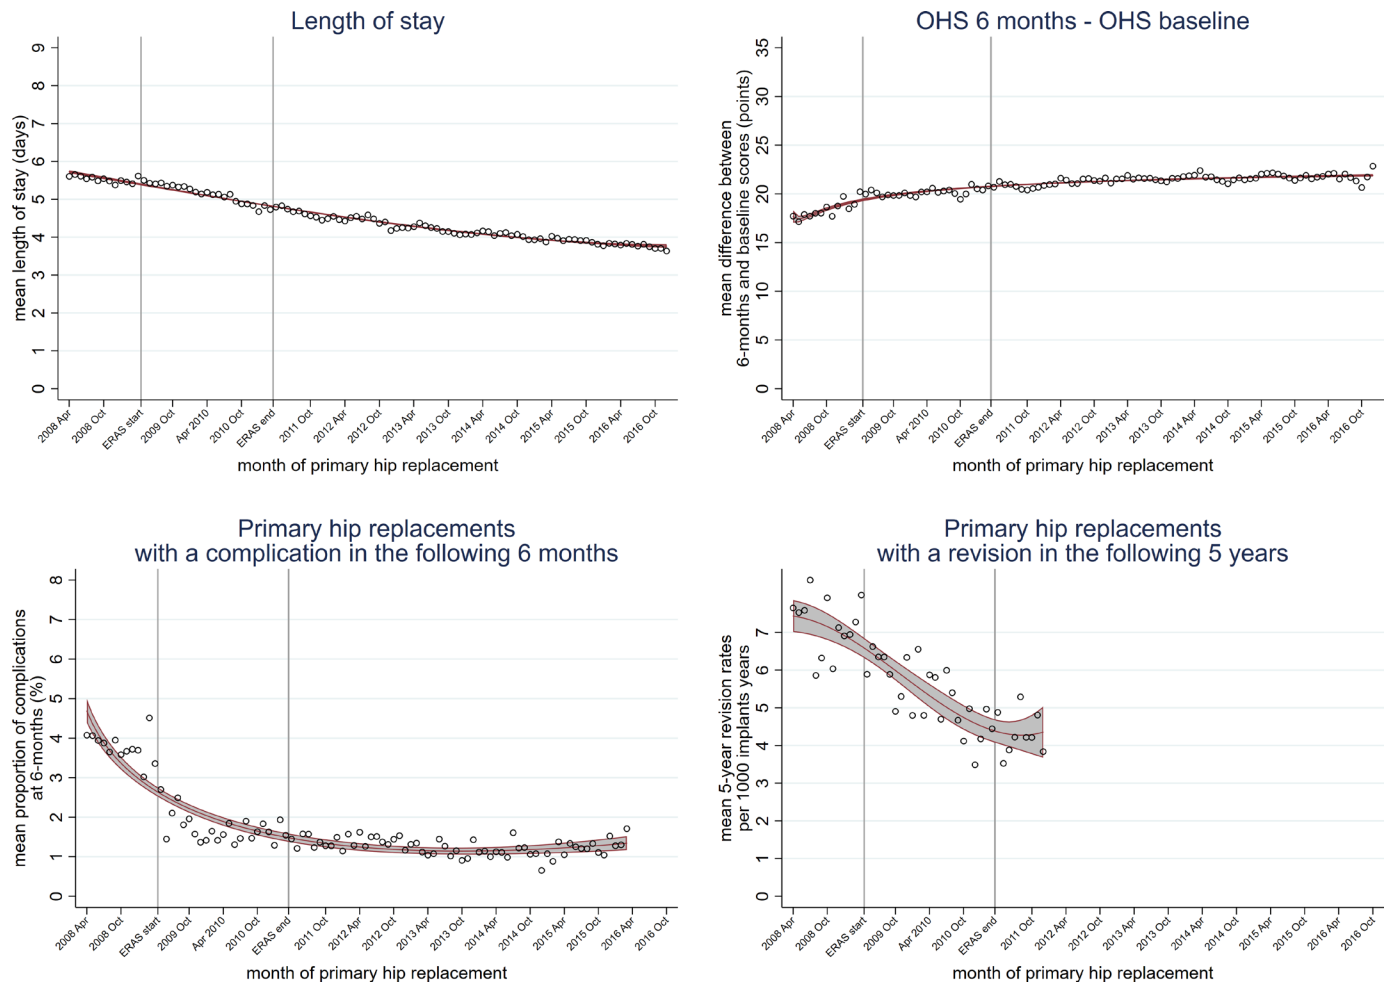 Length of stay
mean length of stay (days)
9
8
7
6
5
4
3
2
1
0
2008 Apr
2008 Oct
ERAS start
2009 Oct
Apr 2010
2010 Oct
ERAS end
2011 Oct
2012 Apr
2012 Oct
2013 Apr
2013 Oct
2014 Apr
2014 Oct
2015 Apr
2015 Oct
2016 Apr
2016 Oct
month of primary hip replacement
OHS 6 months - OHS baseline
mean difference between
6-months and baseline scores (points)
35
30
25
20
15
10
5
0
2008 Apr
2008 Oct
ERAS start
2009 Oct
Apr 2010
2010 Oct
ERAS end
2011 Oct
2012 Apr
2012 Oct
2013 Apr
2013 Oct
2014 Apr
2014 Oct
2015 Apr
2015 Oct
2016 Apr
2016 Oct
month of primary hip replacement
Primary hip replacements
with a complication in the following 6 months
mean proportion of complications
at 6-months (%)
8
7
6
5
4
3
2
1
0
2008 Apr
2008 Oct
ERAS start
2009 Oct
Apr 2010
2010 Oct
ERAS end
2011 Oct
2012 Apr
2012 Oct
2013 Apr
2013 Oct
2014 Apr
2014 Oct
2015 Apr
2015 Oct
2016 Apr
2016 Oct
month of primary hip replacement
Primary hip replacements
with a revision in the following 5 years
mean 5-year revision rates
per 1000 implants years
7
6
5
4
3
2
1
0
2008 Apr
2008 Oct
ERAS start
2009 Oct
Apr 2010
2010 Oct
ERAS end
2011 Oct
2012 Apr
2012 Oct
2013 Apr
2013 Oct
2014 Apr
2014 Oct
2015 Apr
2015 Oct
2016 Apr
2016 Oct
month of primary hip replacement